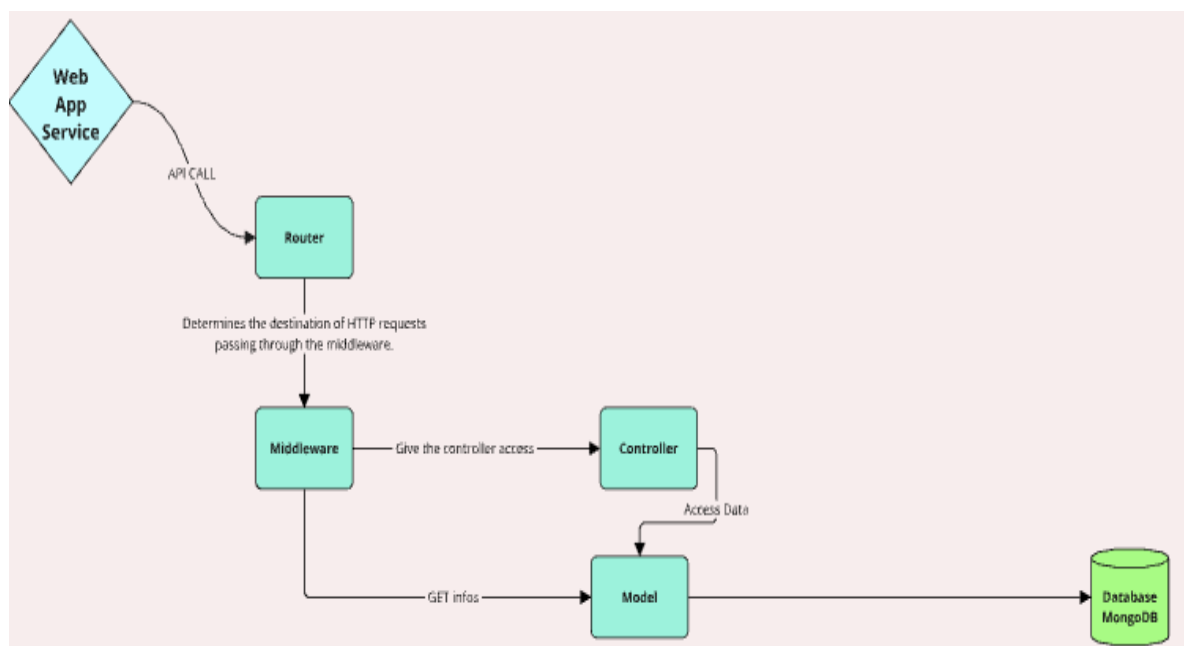 Web
App
Service
API CALL
Router
Determines the destination of HTTP requests
passing through the middleware.
Middleware
Give the controller access
Controller
Access Data
GET infos
Model
Database
MongoDB